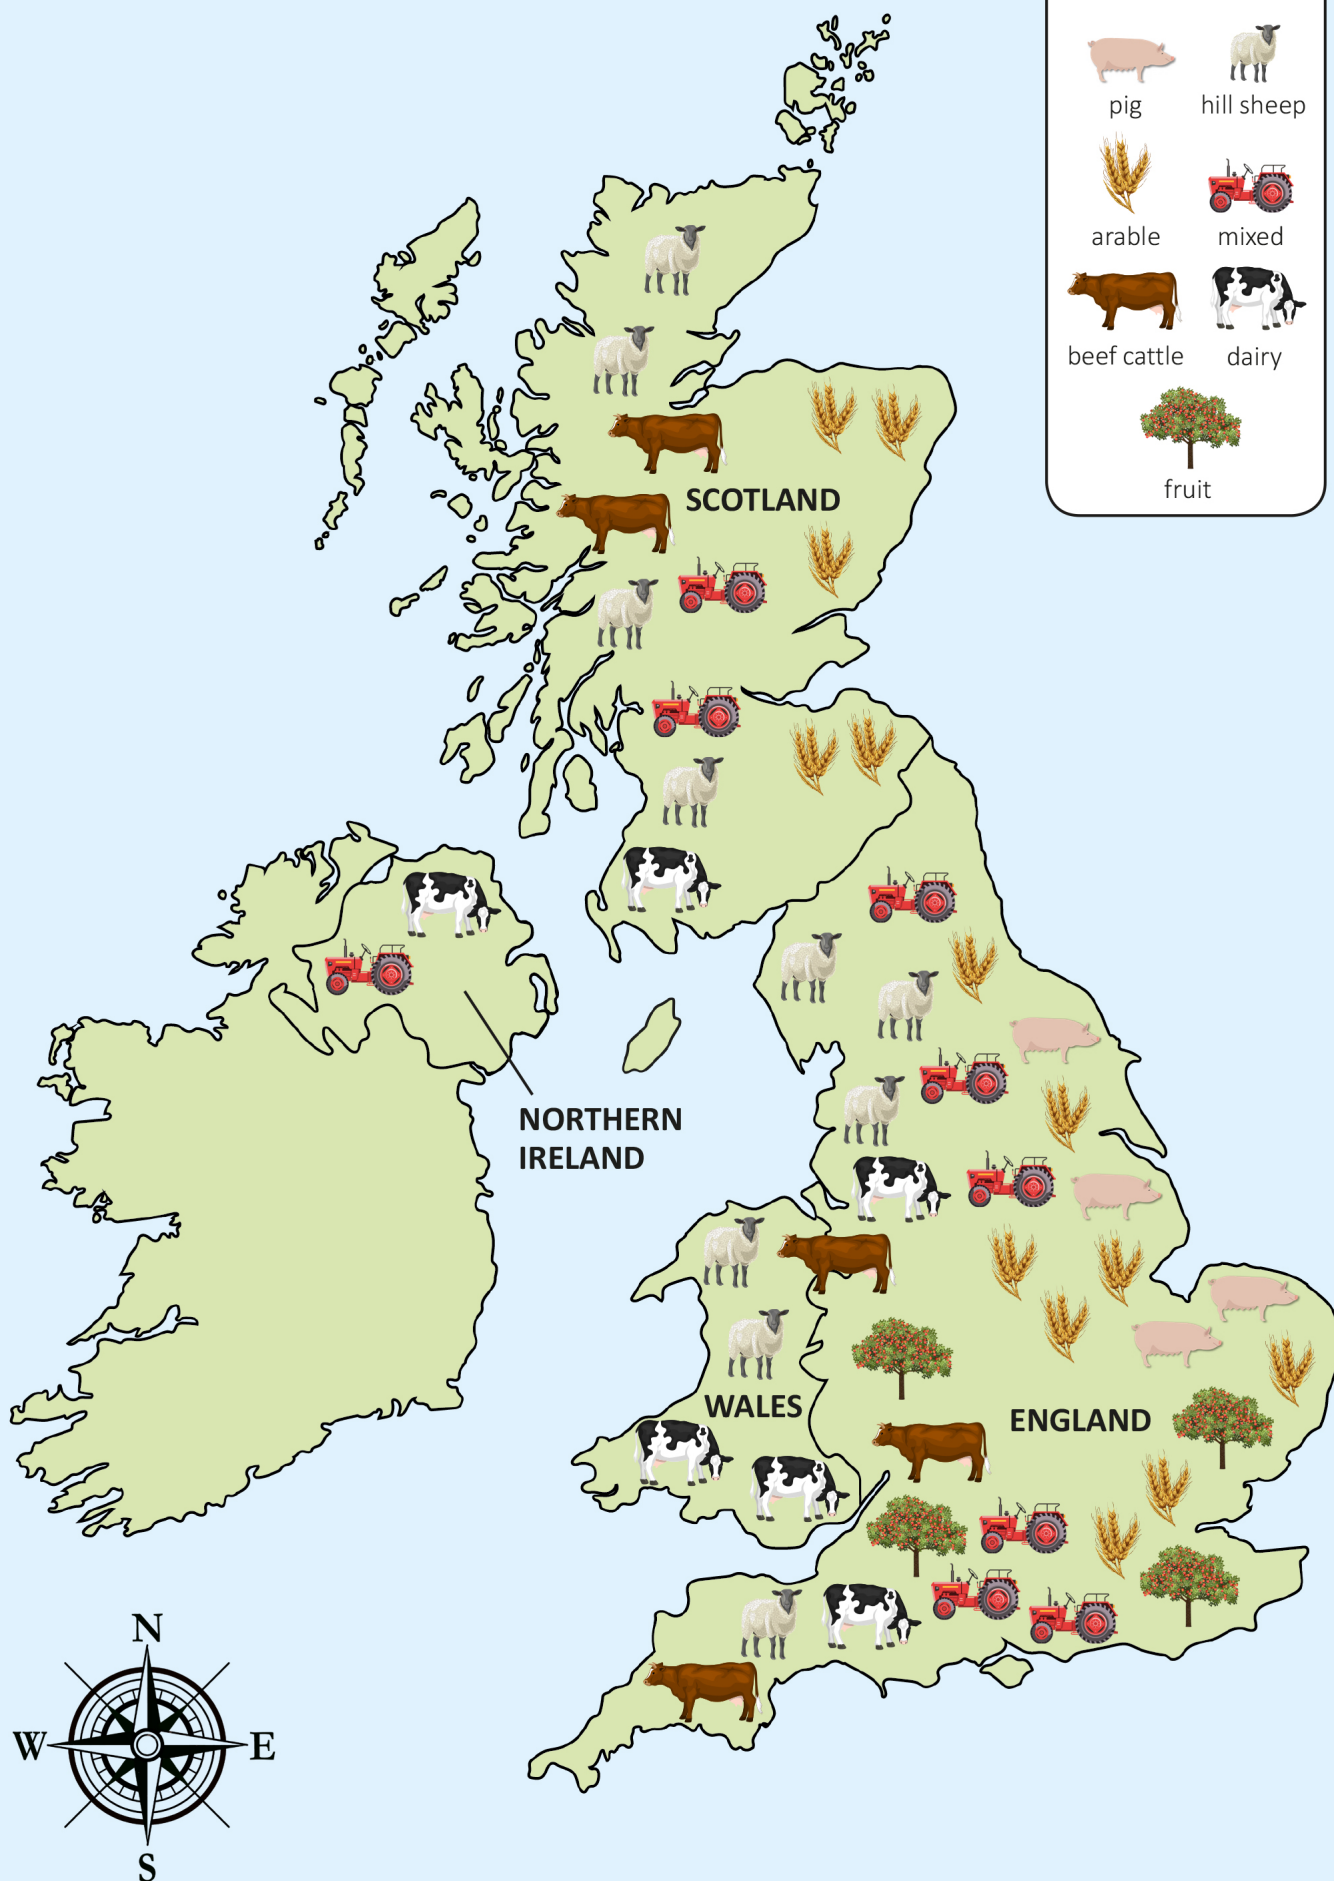 pig hill sheep
arable mixed
beef cattle dairy
fruit
SCOTLAND
NORTHERN
IRELAND
WALES
ENGLAND
N
W E
S